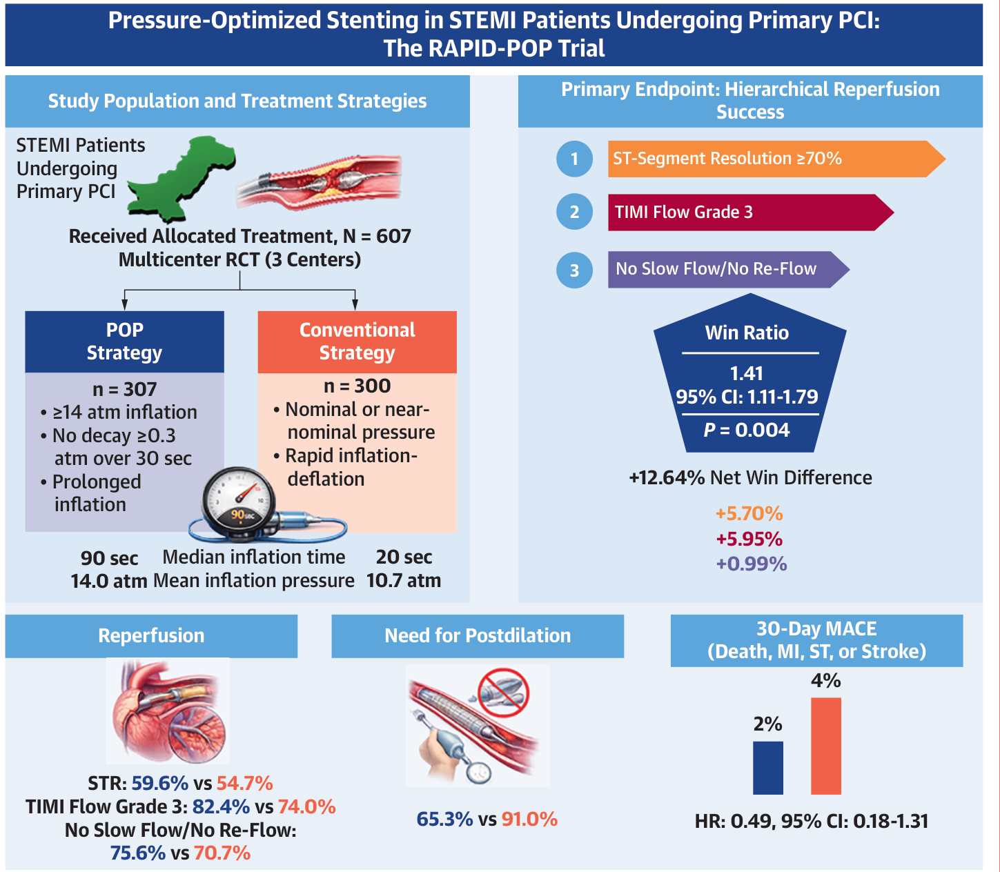 Pressure-Optimized Stenting in STEMI Patients Undergoing Primary PCI:
The RAPID-POP Trial
Study Population and Treatment Strategies
STEMI Patients
Undergoing
Primary PCI
Received Allocated Treatment, N = 607
Multicenter RCT (3 Centers)
POP
Strategy
n = 307
• ≥14 atm inflation
• No decay ≥0.3
atm over 30 sec
• Prolonged
inflation
Conventional
Strategy
n = 300
• Nominal or near-
nominal pressure
• Rapid inflation-
deflation
90 sec
90 sec Median inflation time 20 sec
14.0 atm Mean inflation pressure 10.7 atm
Primary Endpoint: Hierarchical Reperfusion
Success
1 ST-Segment Resolution ≥70%
2 TIMI Flow Grade 3
3 No Slow Flow/No Re-Flow
Win Ratio
1.41
95% CI: 1.11-1.79
P = 0.004
+12.64% Net Win Difference
+5.70%
+5.95%
+0.99%
Reperfusion
STR: 59.6% vs 54.7%
TIMI Flow Grade 3: 82.4% vs 74.0%
No Slow Flow/No Re-Flow:
75.6% vs 70.7%
Need for Postdilation
65.3% vs 91.0%
30-Day MACE
(Death, MI, ST, or Stroke)
2%
4%
HR: 0.49, 95% CI: 0.18-1.31